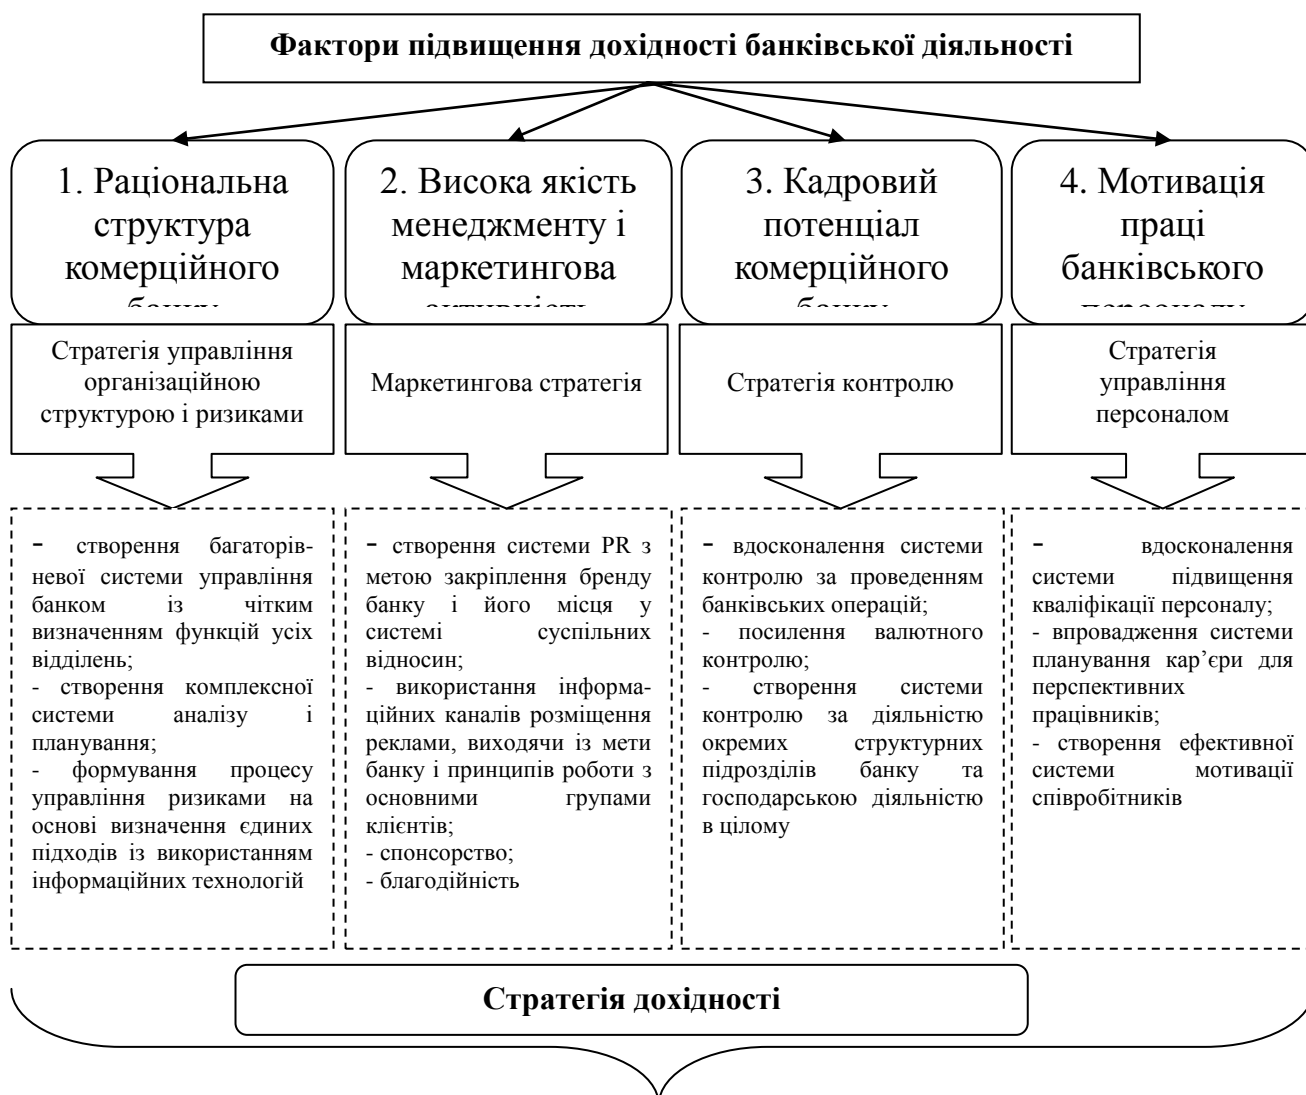 Фактори підвищення дохідності банківської діяльності
1. Раціональна
структура
комерційного
банку
2. Висока якість
менеджменту і
маркетингова
активність
3. Кадровий
потенціал
комерційного
банку
4. Мотивація
праці
банківського
персоналу
Стратегія управління
організаційною
структурою і ризиками
Маркетингова стратегія
Стратегія контролю
Стратегія
управління
персоналом
- створення багаторів-
невої системи управління
банком із чітким
визначенням функцій усіх
відділень;
- створення комплексної
системи аналізу і
планування;
- формування процесу
управління ризиками на
основі визначення єдиних
підходів із використанням
інформаційних технологій
- створення системи PR з
метою закріплення бренду
банку і його місця у
системі суспільних
відносин;
- використання інформа-
ційних каналів розміщення
реклами, виходячи із мети
банку і принципів роботи з
основними групами
клієнтів;
- спонсорство;
- благодійність
- вдосконалення системи
контролю за проведенням
банківських операцій;
- посилення валютного
контролю;
- створення системи
контролю за діяльністю
окремих структурних
підрозділів банку та
господарською діяльністю
в цілому
- вдосконалення
системи підвищення
кваліфікації персоналу;
- впровадження системи
планування кар’єри для
перспективних
працівників;
- створення ефективної
системи мотивації
співробітників
Стратегія дохідності